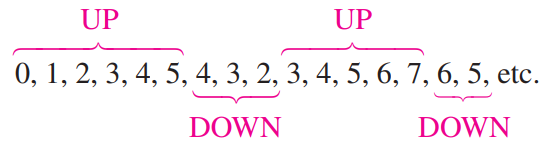 UP UP
0, 1, 2, 3, 4, 5, 4, 3, 2, 3, 4, 5, 6, 7, 6, 5, etc.
DOWN DOWN